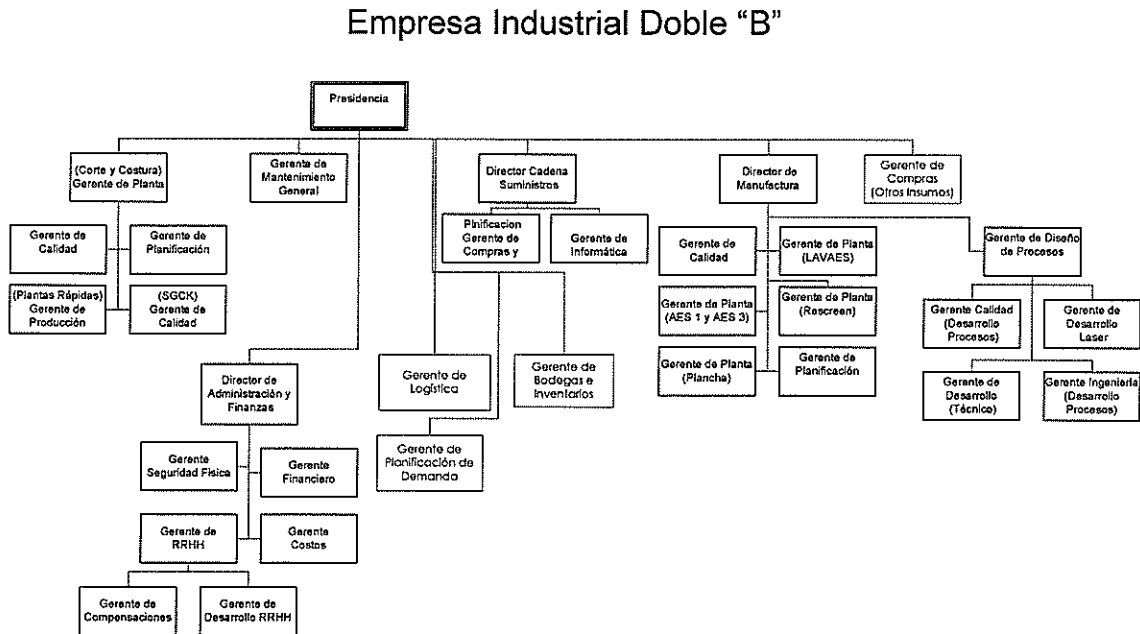 Empresa Industrial Doble “B”
Presidencia
(Corte y Costura)
Gerente de Planta
Gerente de
Mantenimiento
General
Director Cadena
Suministros
Director de
Manufactura
Gerente de
Compras
(Otros Insumos)
Gerente de
Calidad
Gerente de
Planificación
(Plantas Rápidas)
Gerente de
Producción
(SGCK)
Gerente de
Calidad
Pinificacion
Gerente de
Compras y
Gerente de
Informática
Gerente de
Calidad
Gerente de Planta
(LAVAES)
Gerente de Planta
(AES 1 y AES 3)
Gerente de Planta
(Rescreen)
Gerente de Planta
(Plancha)
Gerente de
Planificación
Gerente de Diseño
de Procesos
Gerente Calidad
(Desarrollo
Procesos)
Gerente de
Desarrollo
Laser
Gerente de
Desarrollo
(Técnico)
Gerente Ingenieria
(Desarrollo
Procesos)
Director de
Administración y
Finanzas
Gerente de
Logística
Gerente de
Bodegas e
Inventarios
Gerente de
Planificación de
Demanda
Gerente
Seguridad Física
Gerente
Financiero
Gerente de
RRHH
Gerente
Costos
Gerente de
Compensaciones
Gerente de
Desarrollo RRHH